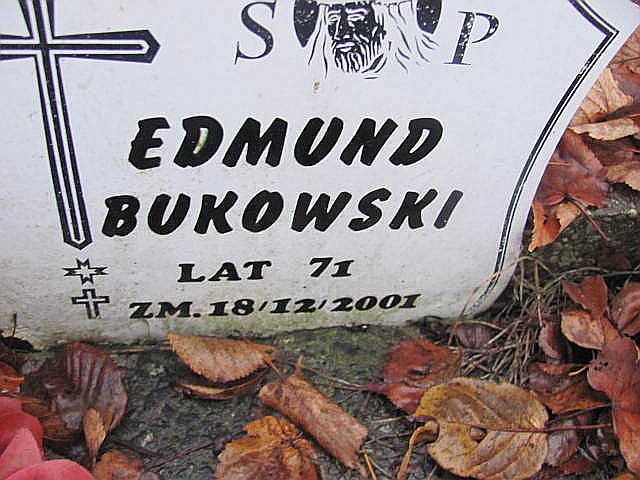 S P
EDMUND
BUKOWSKI
LAT 71
ZM. 18/12/2001